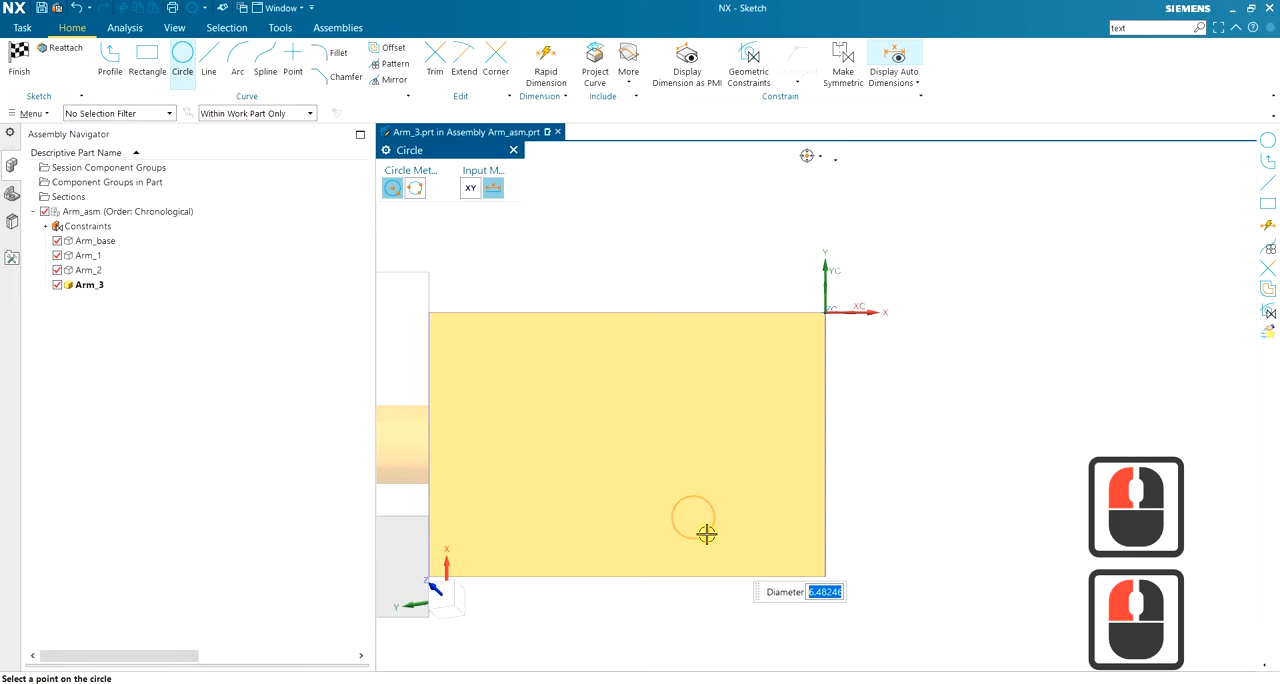 NX
Window
NX - Sketch
SIEMENS
Task
Home
Analysis
View
Selection
Tools
Assemblies
text
Finish
Reattach
Profile
Rectangle
Circle
Line
Arc
Spline
Point
Fillet
Chamfer
Offset
Pattern
Mirror
Trim
Extend
Corner
Rapid
Dimension
Project
Curve
More
Display
Dimension as PMI
Geometric
Constraints
Make
Symmetric
Display Auto
Dimensions
Sketch
Curve
Edit
Dimension
Include
Constrain
Menu
No Selection Filter
Within Work Part Only
Assembly Navigator
Arm_3.prt in Assembly Arm_asm.prt
Descriptive Part Name
Circle
Session Component Groups
Circle Met...
Input M...
XY
Component Groups in Part
Sections
Arm_asm (Order: Chronological)
Constraints
Arm_base
Arm_1
Arm_2
Arm_3
Y
YC
ZC
XC
X
X
Z
Y
Diameter
6.48246
Select a point on the circle